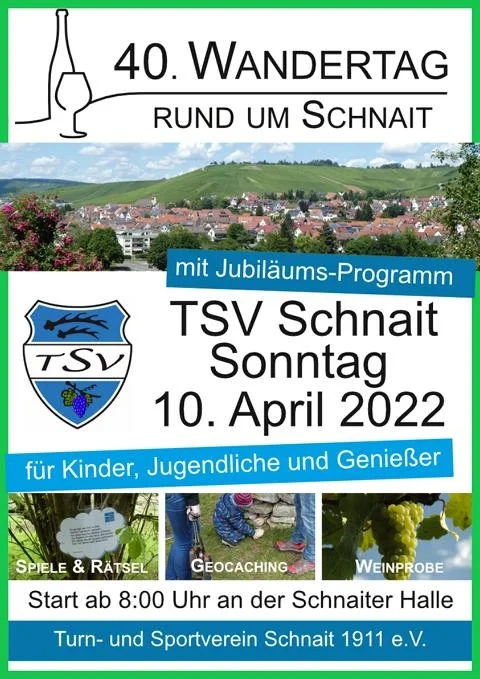 40. WANDERTAG
RUND UM SCHNAIT
mit Jubiläums-Programm
TSV Schnait
TSV
Sonntag
10. April 2022
für Kinder, Jugendliche und Genießer
SPIELE & RÄTSEL
GEOCACHING
WEINPROBE
Start ab 8:00 Uhr an der Schnaiter Halle
Turn- und Sportverein Schnait 1911 e.V.